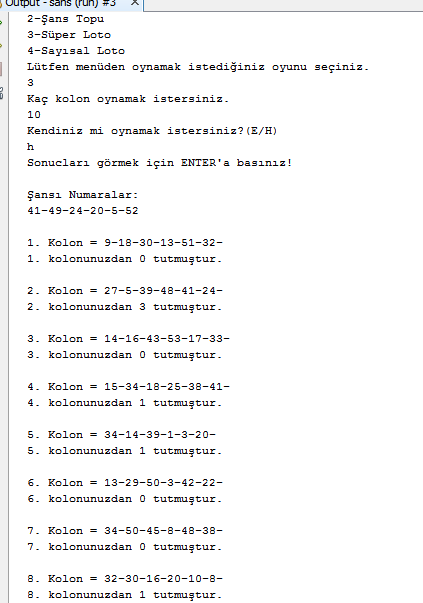 Output - sans (run) #3 ×
2-Şans Topu
3-Süper Loto
4-Sayısal Loto
Lütfen menüden oynamak istediğiniz oyunu seçiniz.
3
Kaç kolon oynamak istersiniz.
10
Kendiniz mi oynamak istersiniz?(E/H)
h
Sonucları görmek için ENTER'a basınız!
Şansı Numaralar:
41-49-24-20-5-52
1. Kolon = 9-18-30-13-51-32-
1. kolonunuzdan 0 tutmuştur.
2. Kolon = 27-5-39-48-41-24-
2. kolonunuzdan 3 tutmuştur.
3. Kolon = 14-16-43-53-17-33-
3. kolonunuzdan 0 tutmuştur.
4. Kolon = 15-34-18-25-38-41-
4. kolonunuzdan 1 tutmuştur.
5. Kolon = 34-14-39-1-3-20-
5. kolonunuzdan 1 tutmuştur.
6. Kolon = 13-29-50-3-42-22-
6. kolonunuzdan 0 tutmuştur.
7. Kolon = 34-50-45-8-48-38-
7. kolonunuzdan 0 tutmuştur.
8. Kolon = 32-30-16-20-10-8-
8. kolonunuzdan 1 tutmuştur.